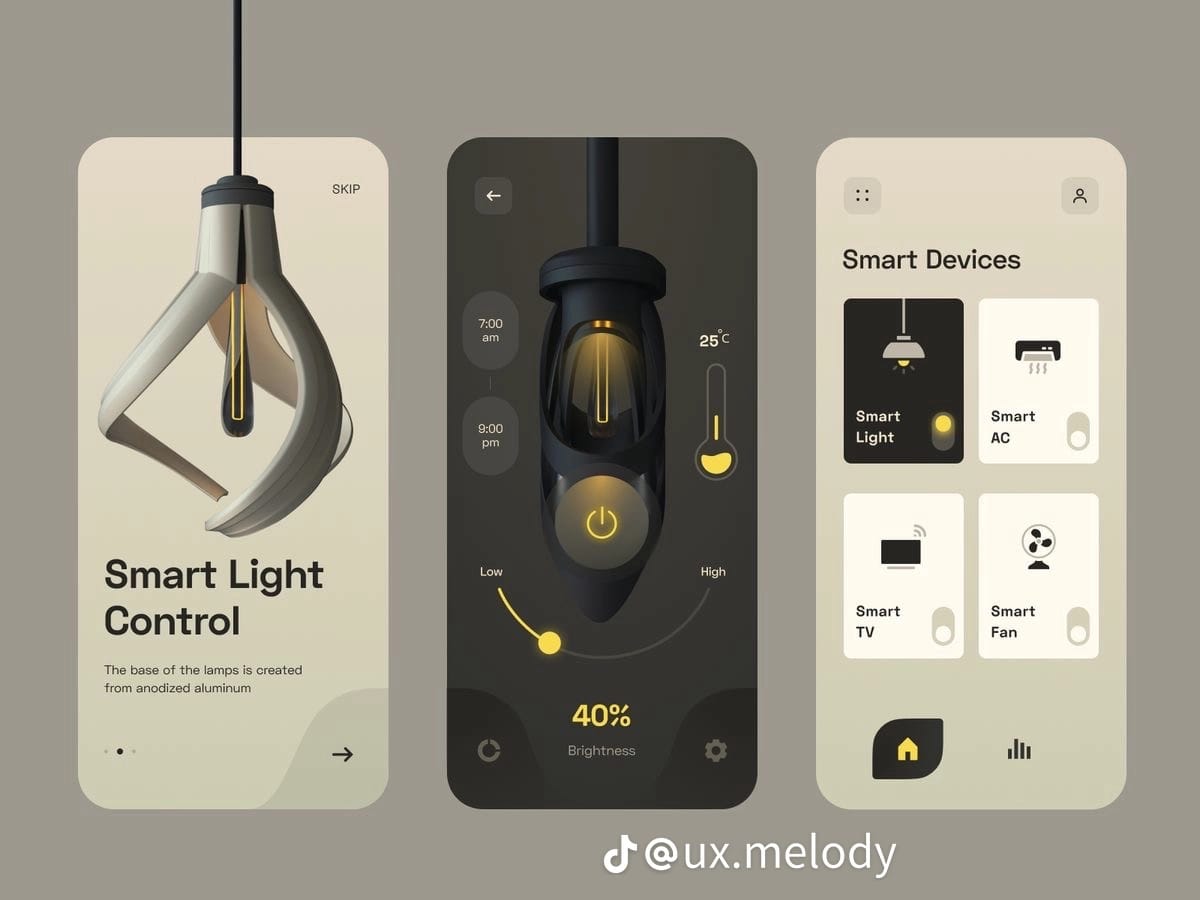 SKIP
Smart Light
Control
The base of the lamps is created
from anodized aluminum
7:00
am
9:00
pm
25°C
Low
High
40%
Brightness
Smart Devices
Smart
Light
Smart
AC
Smart
TV
Smart
Fan
@ux.melody